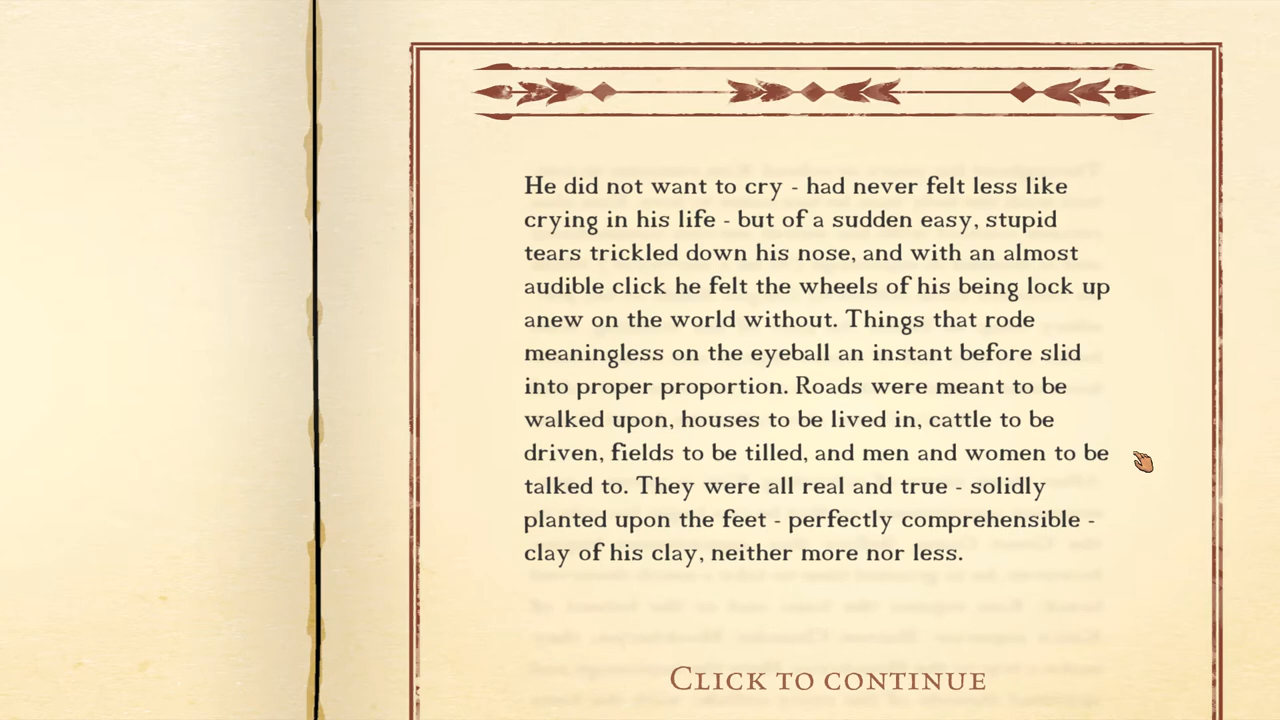 He did not want to cry - had never felt less like
crying in his life - but of a sudden easy, stupid
tears trickled down his nose, and with an almost
audible click he felt the wheels of his being lock up
anew on the world without. Things that rode
meaningless on the eyeball an instant before slid
into proper proportion. Roads were meant to be
walked upon, houses to be lived in, cattle to be
driven, fields to be tilled, and men and women to be
talked to. They were all real and true - solidly
planted upon the feet - perfectly comprehensible -
clay of his clay, neither more nor less.
Click to continue